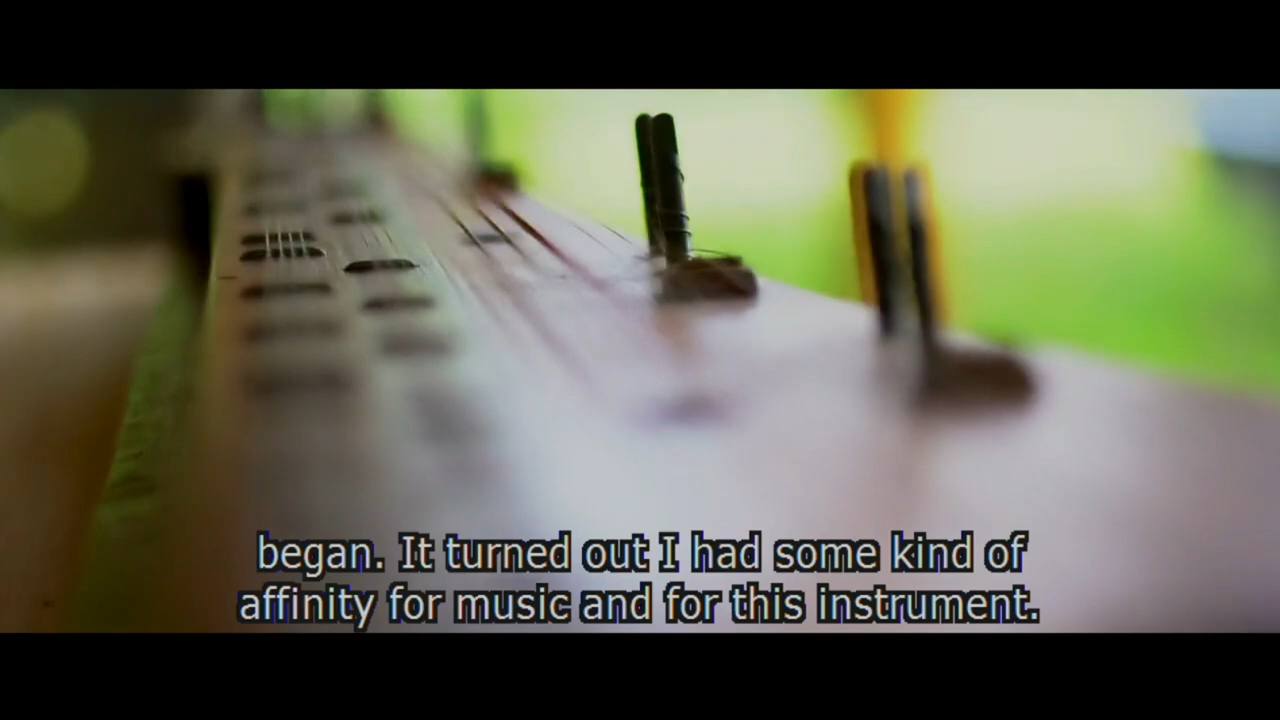 began. It turned out I had some kind of
affinity for music and for this instrument.